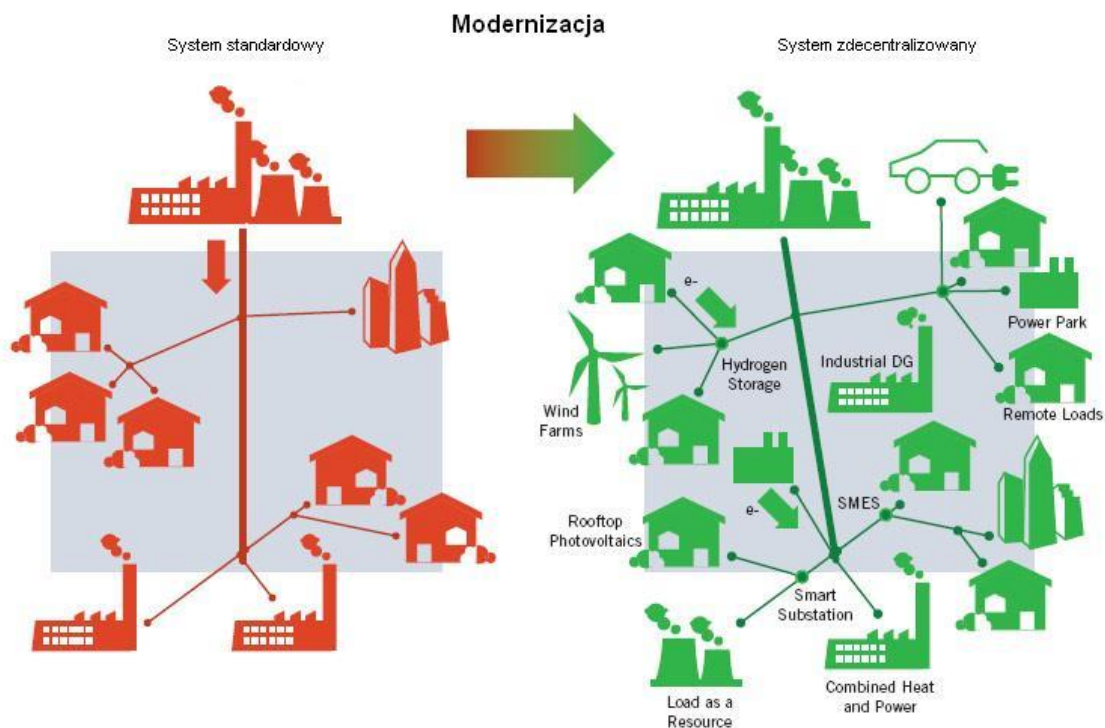 Modernizacja
System standardowy
System zdecentralizowany
e-
Power Park
Hydrogen
Storage
Industrial DG
Wind
Farms
Remote Loads
SMES
e-
Rooftop
Photovoltaics
Smart
Substation
Load as a
Resource
Combined Heat
and Power